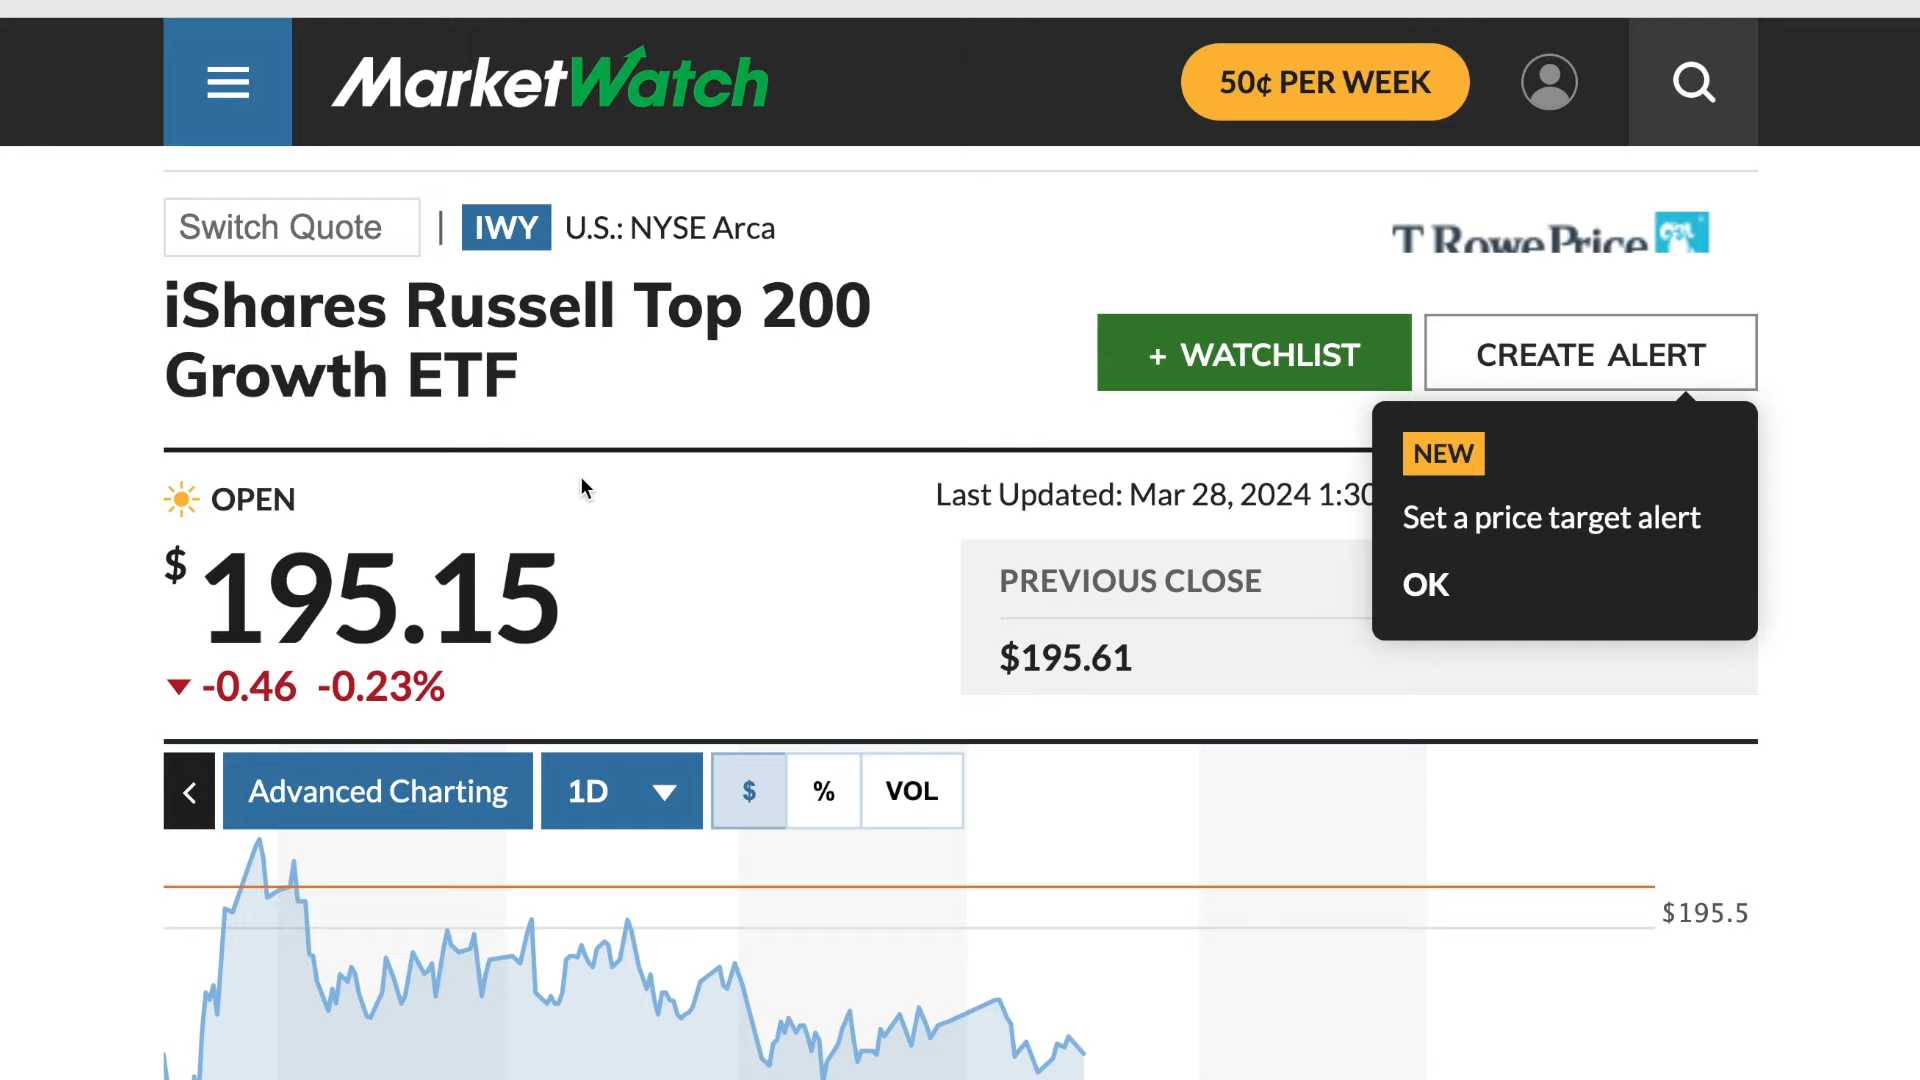 MarketWatch
50¢ PER WEEK
Switch Quote | IWY U.S.: NYSE Arca
T Rowe Price
iShares Russell Top 200
Growth ETF
+ WATCHLIST
CREATE ALERT
NEW
Set a price target alert
OK
OPEN
Last Updated: Mar 28, 2024 1:30
$195.15
-0.46 -0.23%
PREVIOUS CLOSE
$195.61
Advanced Charting
1D
$
%
VOL
$195.5